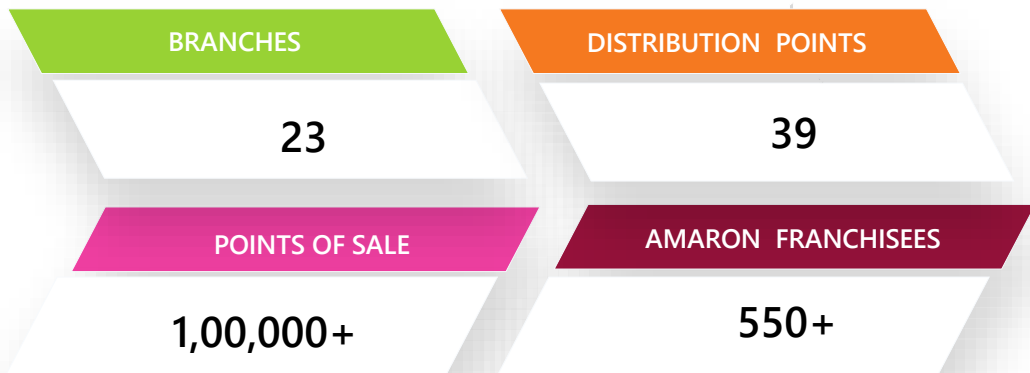 BRANCHES
23
DISTRIBUTION POINTS
39
POINTS OF SALE
1,00,000+
AMARON FRANCHISEES
550+